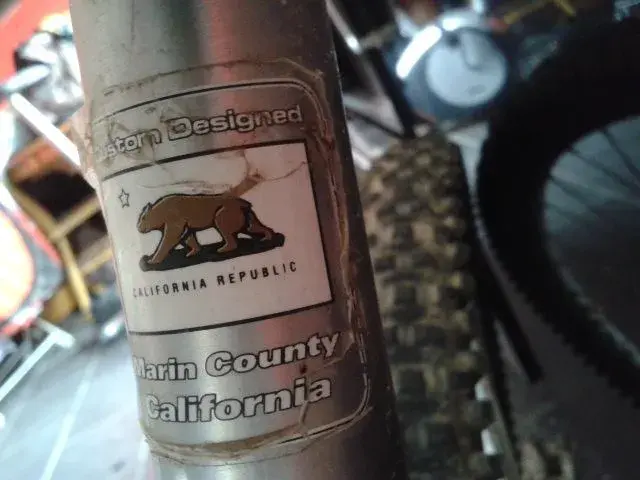 Custom Designed
CALIFORNIA REPUBLIC
Marin County
California